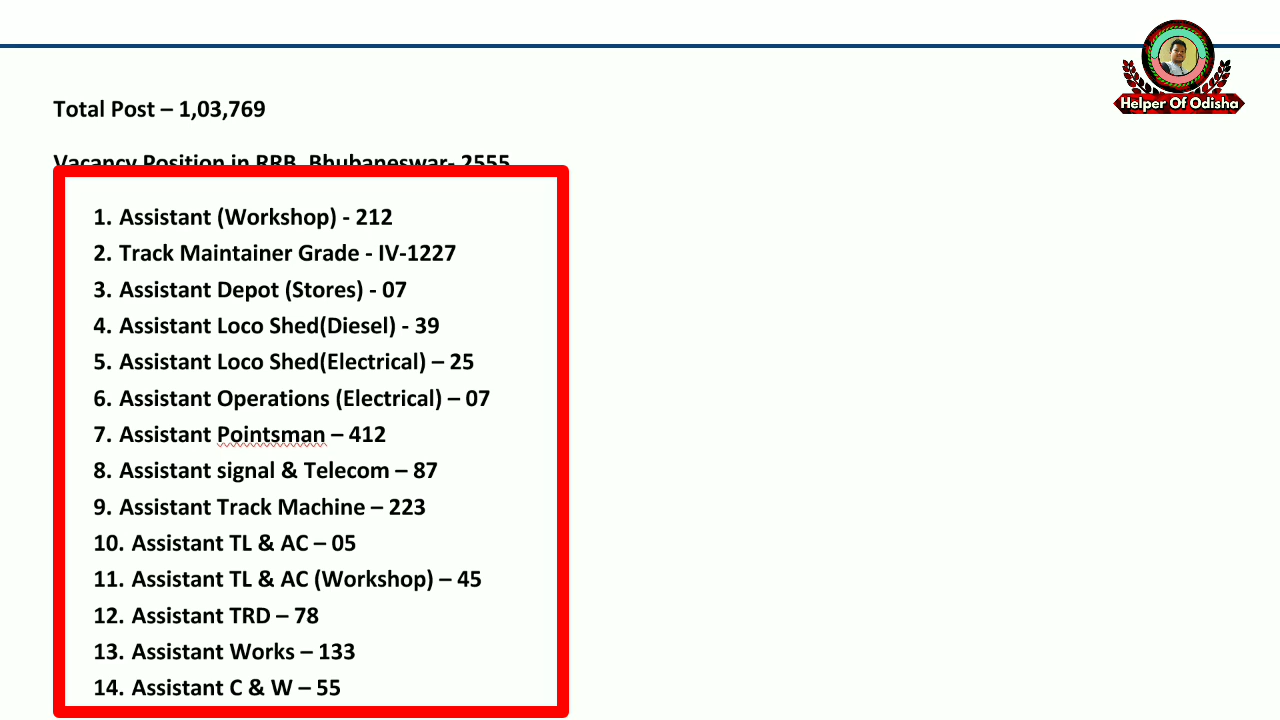 Helper Of Odisha
Total Post – 1,03,769
Vacancy Position in RRB, Bhubaneswar- 2555
1. Assistant (Workshop) - 212
2. Track Maintainer Grade - IV-1227
3. Assistant Depot (Stores) - 07
4. Assistant Loco Shed(Diesel) - 39
5. Assistant Loco Shed(Electrical) – 25
6. Assistant Operations (Electrical) – 07
7. Assistant Pointsman – 412
8. Assistant signal & Telecom – 87
9. Assistant Track Machine – 223
10. Assistant TL & AC – 05
11. Assistant TL & AC (Workshop) – 45
12. Assistant TRD – 78
13. Assistant Works – 133
14. Assistant C & W – 55